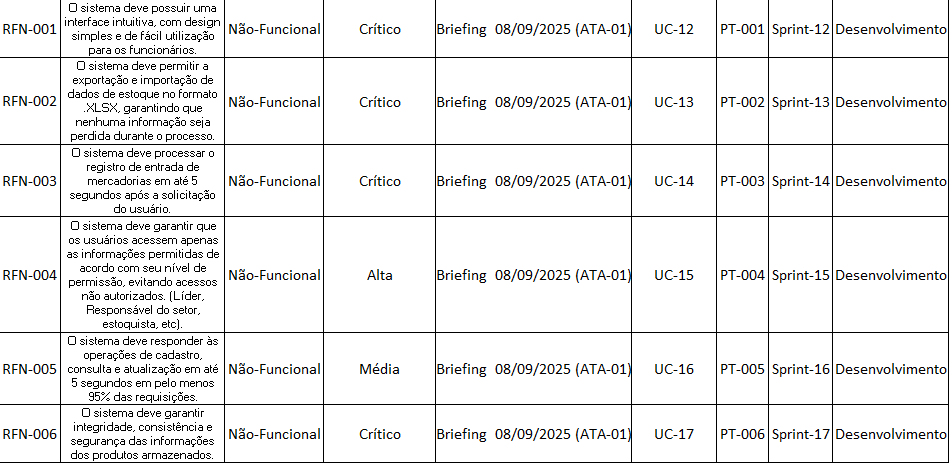 RFN-001
O sistema deve possuir uma
interface intuitiva, com design
simples e de fácil utilização
para os funcionários.
Não-Funcional
Crítico
Briefing 08/09/2025 (ATA-01)
UC-12
PT-001
Sprint-12
Desenvolvimento
RFN-002
O sistema deve permitir a
exportação e importação de
dados de estoque no formato
.XLSX, garantindo que
nenhuma informação seja
perdida durante o processo.
Não-Funcional
Crítico
Briefing 08/09/2025 (ATA-01)
UC-13
PT-002
Sprint-13
Desenvolvimento
RFN-003
O sistema deve processar o
registro de entrada de
mercadorias em até 5
segundos após a solicitação
do usuário.
Não-Funcional
Crítico
Briefing 08/09/2025 (ATA-01)
UC-14
PT-003
Sprint-14
Desenvolvimento
RFN-004
O sistema deve garantir que
os usuários acessem apenas
as informações permitidas de
acordo com seu nível de
permissão, evitando acessos
não autorizados. (Líder,
Responsável do setor,
estoquista, etc).
Não-Funcional
Alta
Briefing 08/09/2025 (ATA-01)
UC-15
PT-004
Sprint-15
Desenvolvimento
RFN-005
O sistema deve responder às
operações de cadastro,
consulta e atualização em até
5 segundos em pelo menos
95% das requisições.
Não-Funcional
Média
Briefing 08/09/2025 (ATA-01)
UC-16
PT-005
Sprint-16
Desenvolvimento
RFN-006
O sistema deve garantir
integridade, consistência e
segurança das informações
dos produtos armazenados.
Não-Funcional
Crítico
Briefing 08/09/2025 (ATA-01)
UC-17
PT-006
Sprint-17
Desenvolvimento